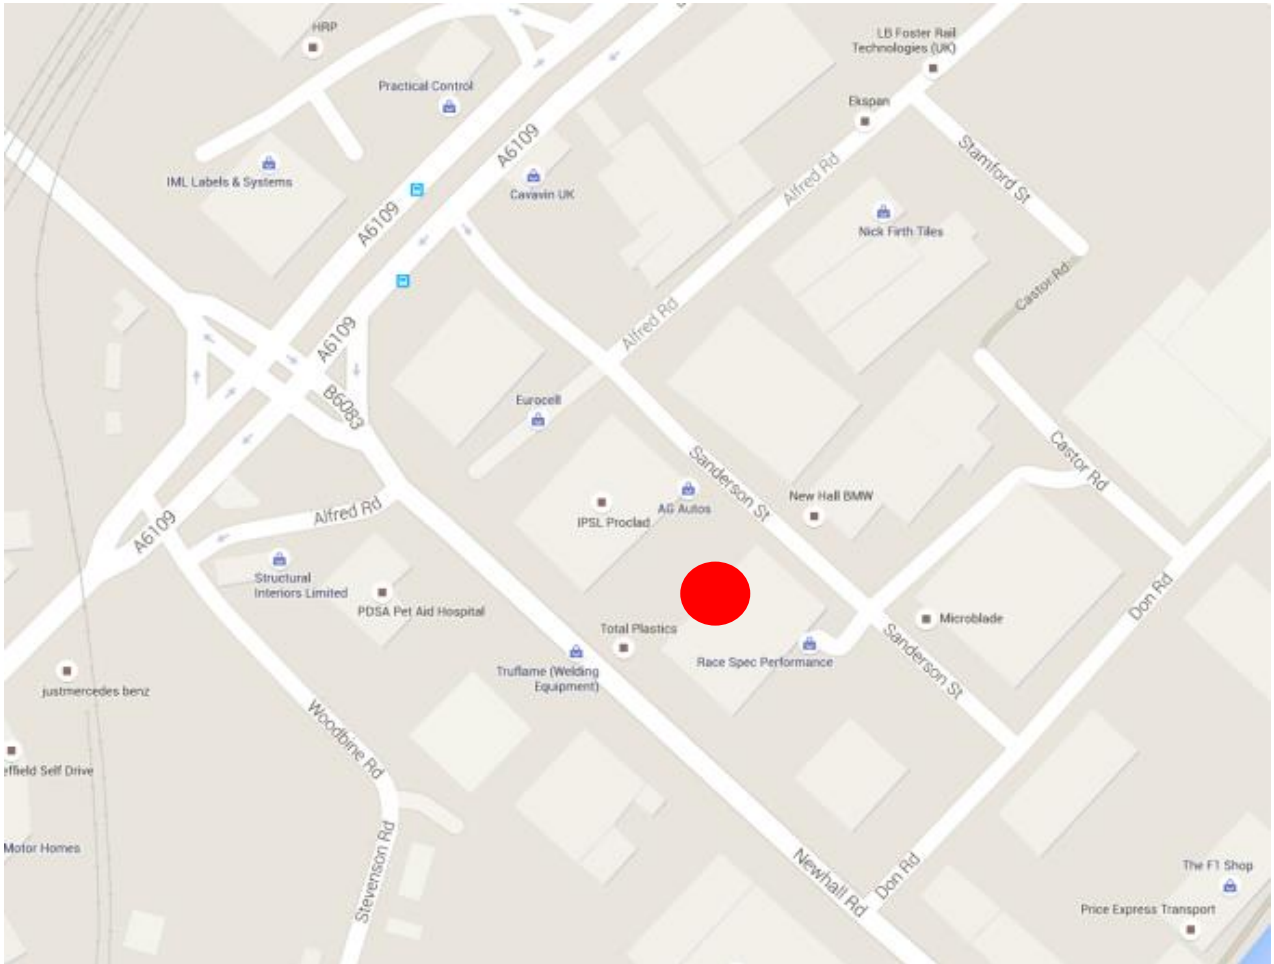 HRP
LB Foster Rail
Technologies (UK)
Practical Control
Ekspan
A6109
Stamford St
IML Labels & Systems
Cavavin UK
Alfred Rd
A6109
Nick Firth Tiles
Castor Rd
Alfred Rd
A6109
B6083
Eurocell
Castor Rd
Sanderson St
AG Autos
New Hall BMW
IPSL Proclad
Alfred Rd
A6109
Structural
Interiors Limited
PDSA Pet Aid Hospital
Don Rd
Microblade
Total Plastics
Sanderson St
Race Spec Performance
Truflame (Welding
Equipment)
justmercedes benz
Woodbine Rd
effield Self Drive
Motor Homes
Stevenson Rd
Newhall Rd
Don Rd
The F1 Shop
Price Express Transport